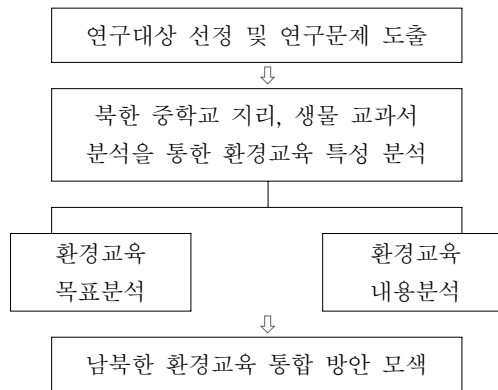 연구대상 선정 및 연구문제 도출
⇩
북한 중학교 지리, 생물 교과서
분석을 통한 환경교육 특성 분석
환경교육
목표분석
환경교육
내용분석
⇩
남북한 환경교육 통합 방안 모색